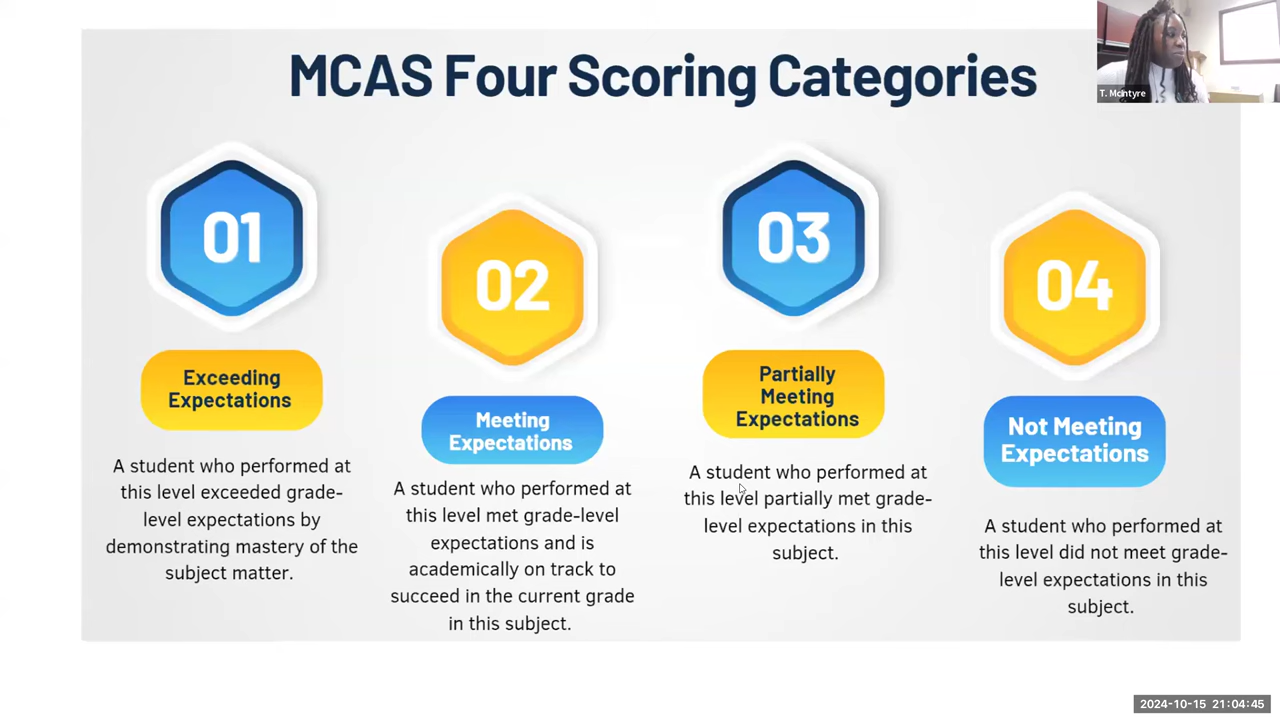 MCAS Four Scoring Categories
T. McIntyre
01
Exceeding
Expectations
A student who performed at
this level exceeded grade-
level expectations by
demonstrating mastery of the
subject matter.
02
Meeting
Expectations
A student who performed at
this level met grade-level
expectations and is
academically on track to
succeed in the current grade
in this subject.
03
Partially
Meeting
Expectations
A student who performed at
this level partially met grade-
level expectations in this
subject.
04
Not Meeting
Expectations
A student who performed at
this level did not meet grade-
level expectations in this
subject.
2024-10-15 21:04:45